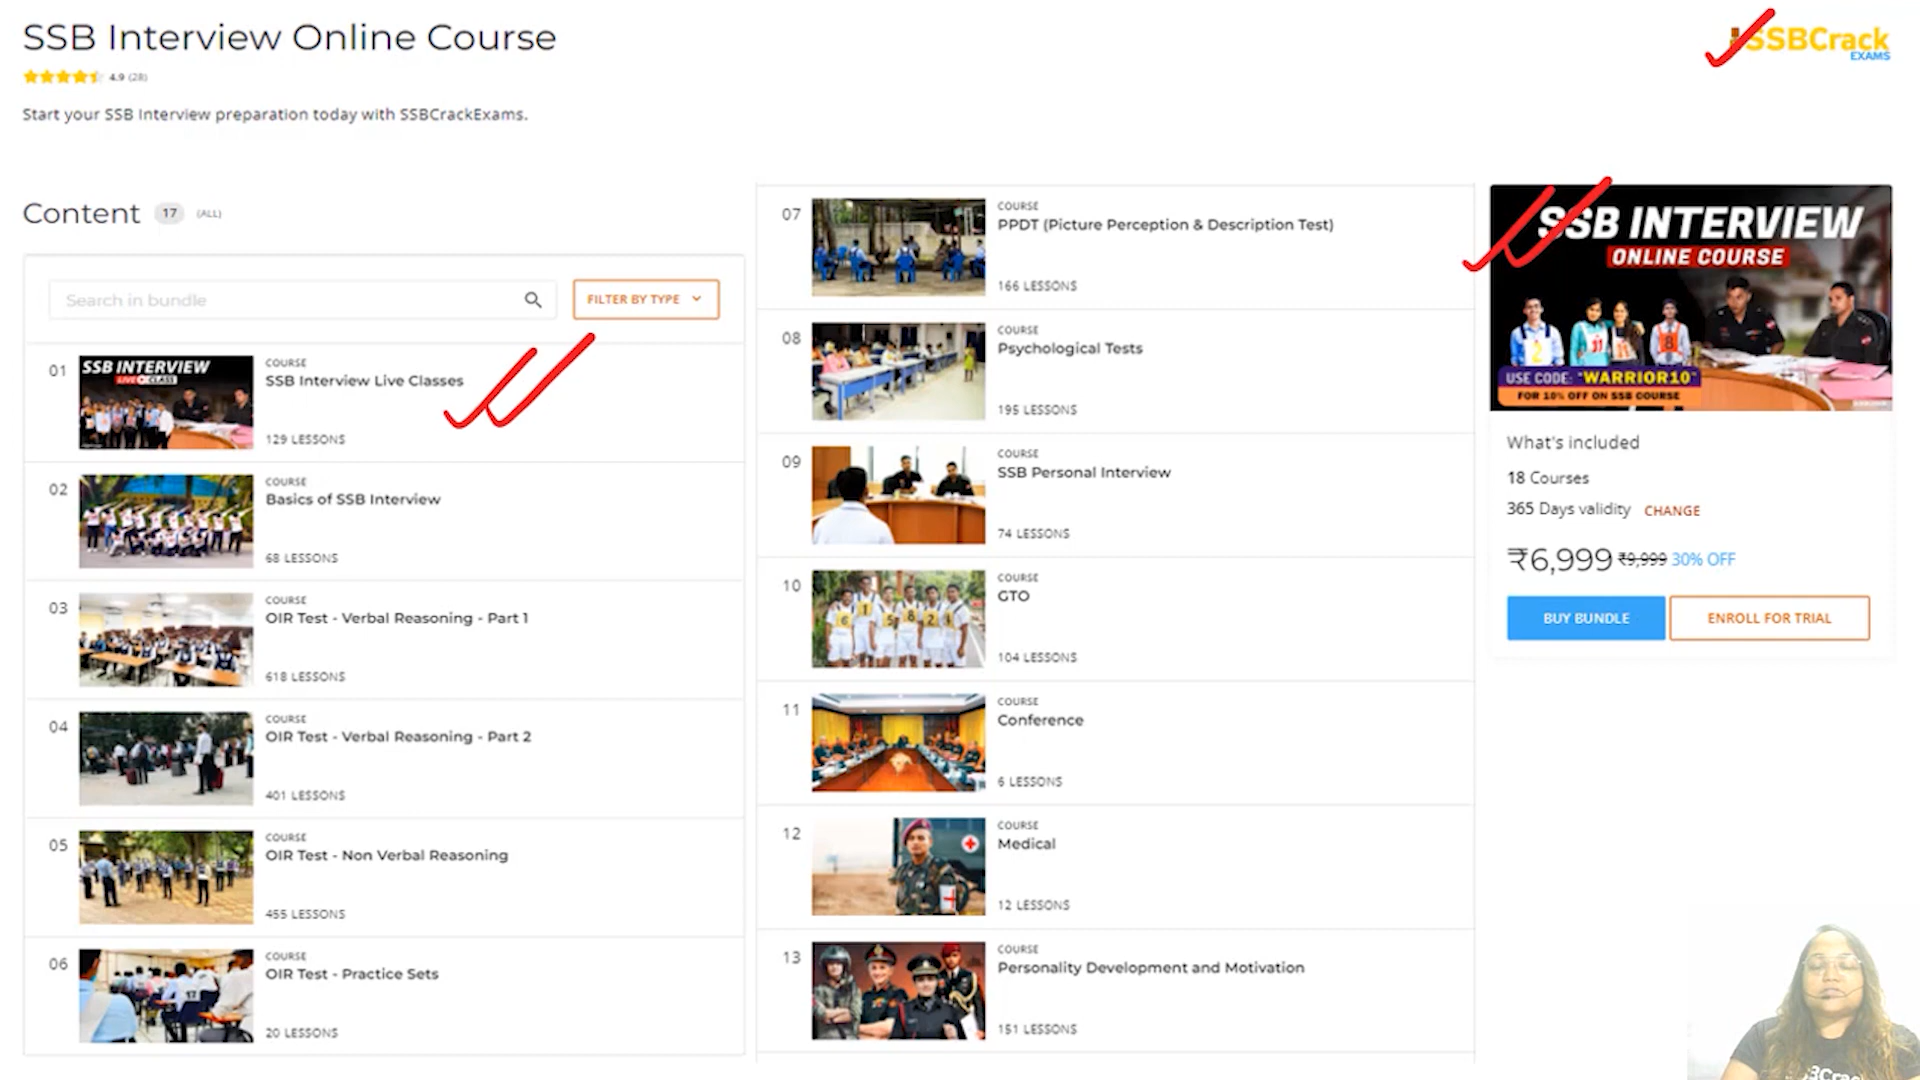 SSB Interview Online Course
4.9 (28)
Start your SSB Interview preparation today with SSBCrackExams.
SSBCrack
EXAMS
Content 17 (ALL)
Search in bundle
FILTER BY TYPE
01
SSB INTERVIEW
LIVE CLASS
COURSE
SSB Interview Live Classes
129 LESSONS
02
COURSE
Basics of SSB Interview
68 LESSONS
03
COURSE
OIR Test - Verbal Reasoning - Part 1
618 LESSONS
04
COURSE
OIR Test - Verbal Reasoning - Part 2
401 LESSONS
05
COURSE
OIR Test - Non Verbal Reasoning
455 LESSONS
06
17
COURSE
OIR Test - Practice Sets
20 LESSONS
07
COURSE
PPDT (Picture Perception & Description Test)
166 LESSONS
08
COURSE
Psychological Tests
195 LESSONS
09
COURSE
SSB Personal Interview
74 LESSONS
10
COURSE
GTO
104 LESSONS
11
COURSE
Conference
6 LESSONS
12
COURSE
Medical
12 LESSONS
13
COURSE
Personality Development and Motivation
151 LESSONS
SSB INTERVIEW
ONLINE COURSE
USE CODE: "WARRIOR10"
FOR 10% OFF ON SSB COURSE
What's included
18 Courses
365 Days validity CHANGE
₹6,999 ₹9,999 30% OFF
BUY BUNDLE
ENROLL FOR TRIAL